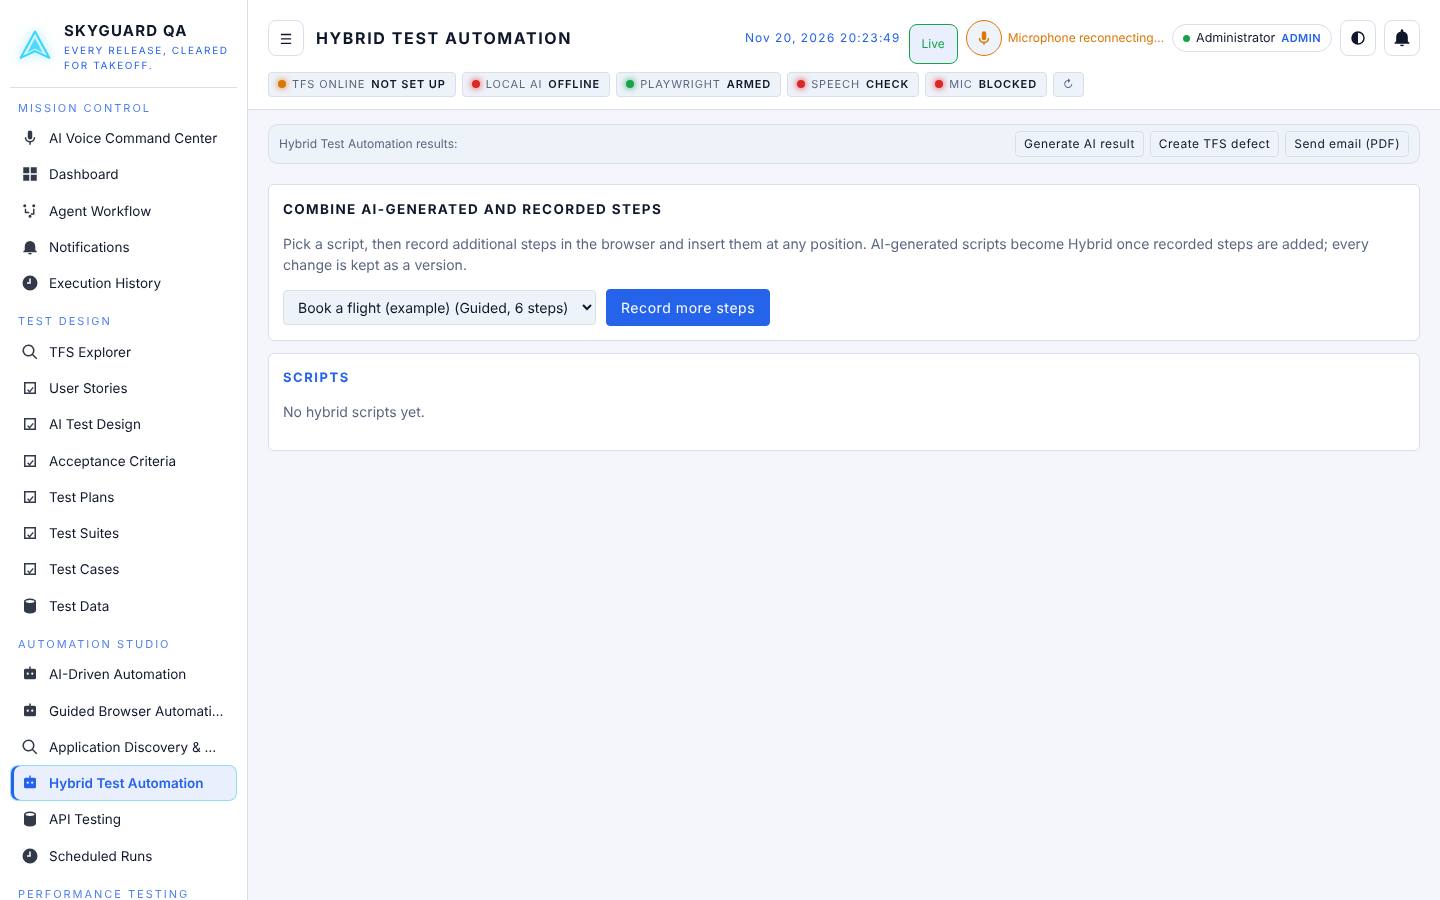 SKYGUARD QA
EVERY RELEASE, CLEARED
FOR TAKEOFF.
MISSION CONTROL
AI Voice Command Center
Dashboard
Agent Workflow
Notifications
Execution History
TEST DESIGN
TFS Explorer
User Stories
AI Test Design
Acceptance Criteria
Test Plans
Test Suites
Test Cases
Test Data
AUTOMATION STUDIO
AI-Driven Automation
Guided Browser Automati...
Application Discovery & ...
Hybrid Test Automation
API Testing
Scheduled Runs
PERFORMANCE TESTING
HYBRID TEST AUTOMATION
Nov 20, 2026 20:23:49
Live
Microphone reconnecting...
Administrator ADMIN
TFS ONLINE NOT SET UP
LOCAL AI OFFLINE
PLAYWRIGHT ARMED
SPEECH CHECK
MIC BLOCKED
Hybrid Test Automation results:
Generate AI result
Create TFS defect
Send email (PDF)
COMBINE AI-GENERATED AND RECORDED STEPS
Pick a script, then record additional steps in the browser and insert them at any position. AI-generated scripts become Hybrid once recorded steps are added; every
change is kept as a version.
Book a flight (example) (Guided, 6 steps)
Record more steps
SCRIPTS
No hybrid scripts yet.